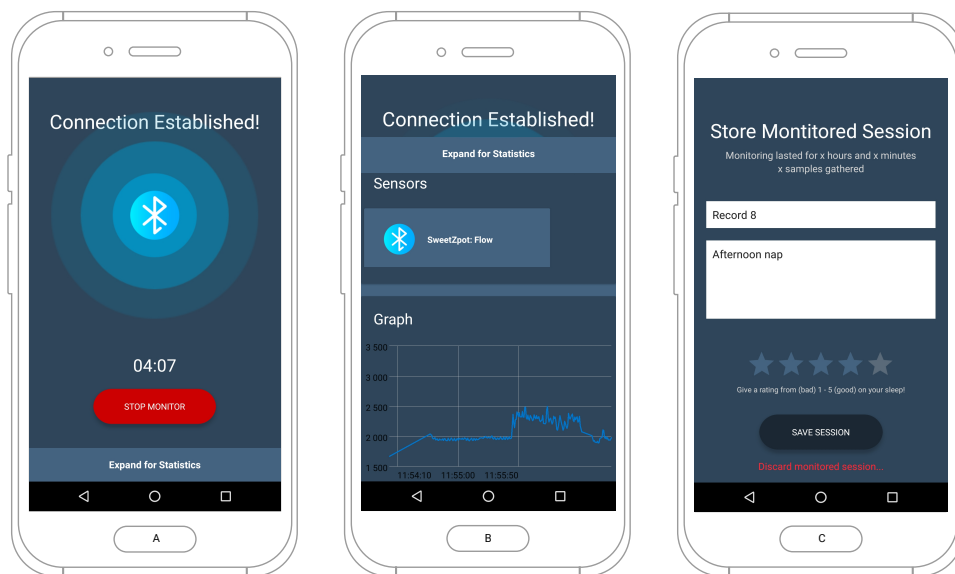 Connection Established!
04:07
STOP MONITOR
Expand for Statistics
A
Connection Established!
Expand for Statistics
Sensors
SweetZpot: Flow
Graph
3 500
3 000
2 500
2 000
1 500
11:54:10 11:55:00 11:55:50
B
Store Montitored Session
Monitoring lasted for x hours and x minutes
x samples gathered
Record 8
Afternoon nap
Give a rating from (bad) 1 - 5 (good) on your sleep!
SAVE SESSION
Discard monitored session...
C